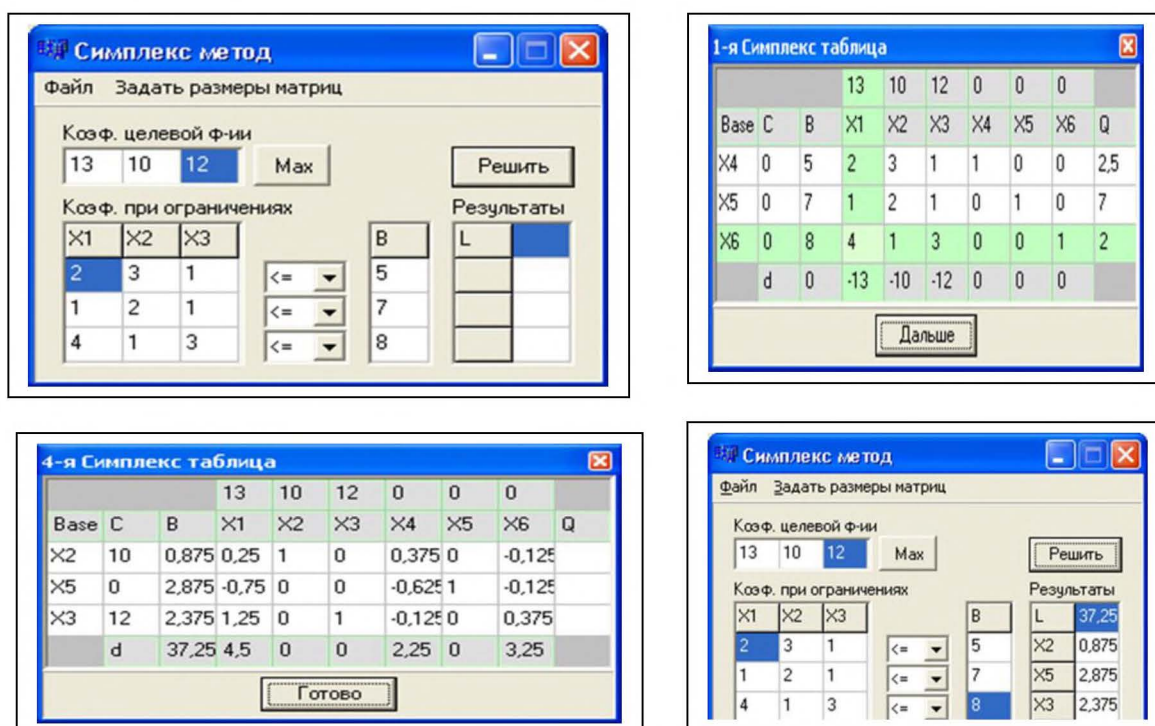 Симплекс метод
Файл Задать размеры матриц
Коэф. целевой ф-ии
13 10 12 Max Решить
Коэф. при ограничениях Результаты
X1 X2 X3 B L
2 3 1 <= 5
1 2 1 <= 7
4 1 3 <= 8
1-я Симплекс таблица
13 10 12 0 0 0
Base C B X1 X2 X3 X4 X5 X6 Q
X4 0 5 2 3 1 1 0 0 2,5
X5 0 7 1 2 1 0 1 0 7
X6 0 8 4 1 3 0 0 1 2
d 0 -13 -10 -12 0 0 0
Дальше
4-я Симплекс таблица
13 10 12 0 0 0
Base C B X1 X2 X3 X4 X5 X6 Q
X2 10 0,875 0,25 1 0 0,375 0 -0,125
X5 0 2,875 -0,75 0 0 -0,625 1 -0,125
X3 12 2,375 1,25 0 1 -0,125 0 0,375
d 37,25 4,5 0 0 2,25 0 3,25
Готово
Симплекс метод
Файл Задать размеры матриц
Коэф. целевой ф-ии
13 10 12 Max Решить
Коэф. при ограничениях Результаты
X1 X2 X3 B L 37,25
2 3 1 <= 5 X2 0,875
1 2 1 <= 7 X5 2,875
4 1 3 <= 8 X3 2,375